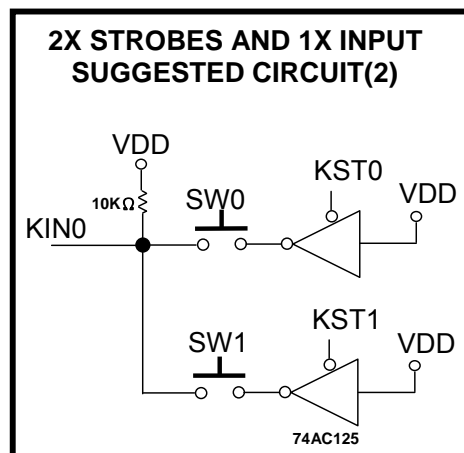 2X STROBES AND 1X INPUT
SUGGESTED CIRCUIT(2)
VDD
10KΩ
KIN0
SW0
KST0
VDD
SW1
KST1
VDD
74AC125